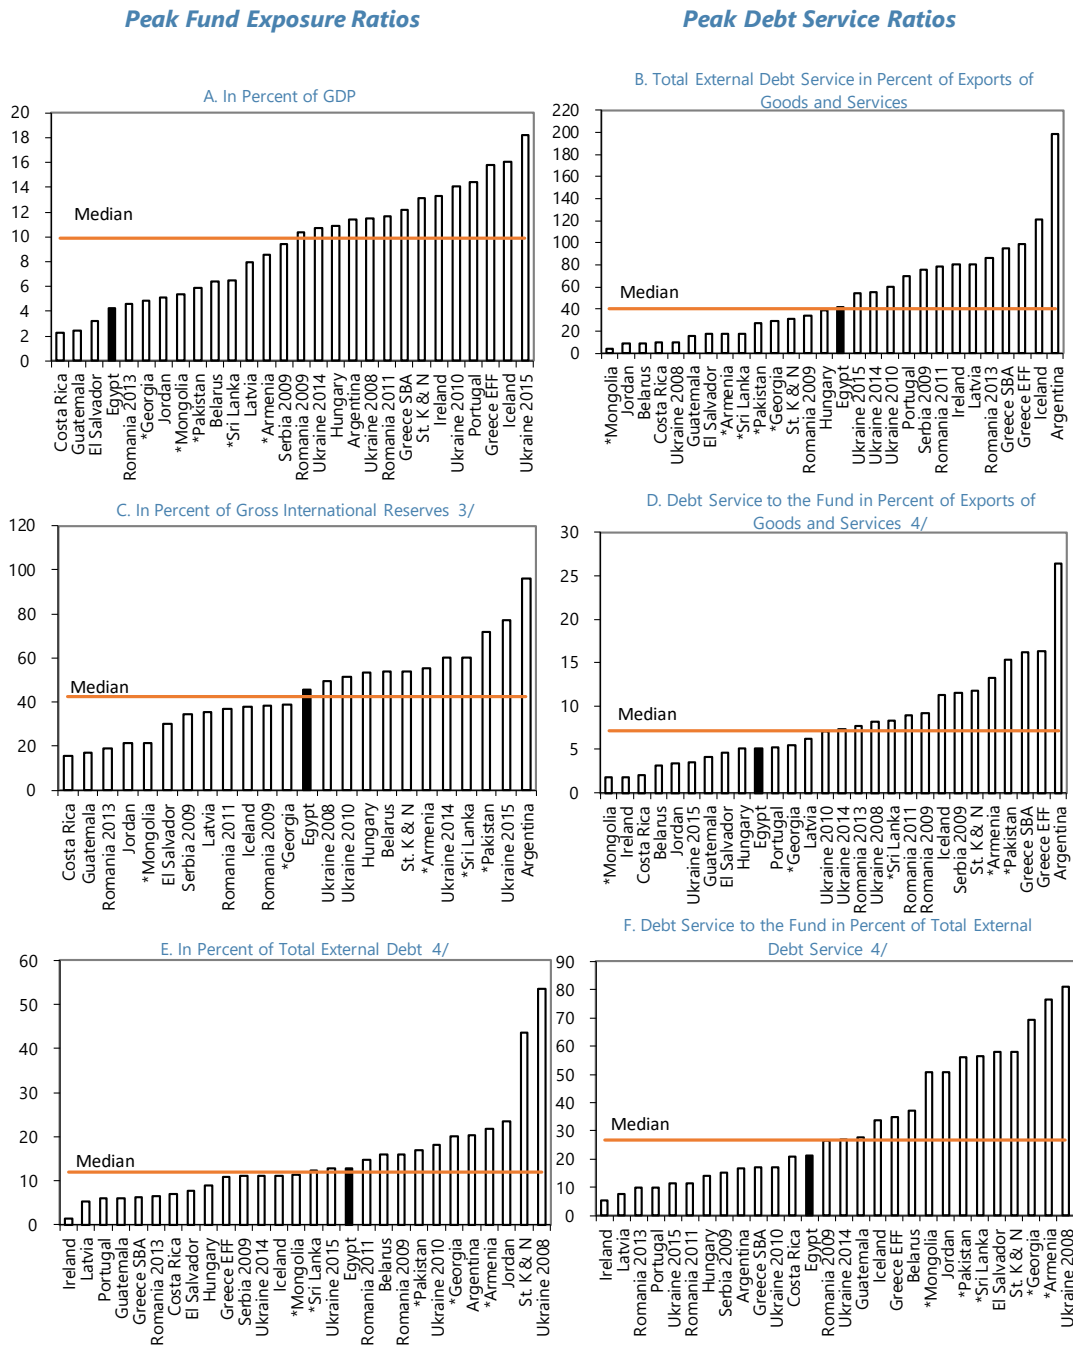 Peak Fund Exposure Ratios
Peak Debt Service Ratios
A. In Percent of GDP
20
18
16
14
12
10
8
6
4
2
0
Median
Costa Rica
Guatemala
El Salvador
Egypt
Romania 2013
*Georgia
Jordan
*Mongolia
*Pakistan
Belarus
*Sri Lanka
Latvia
*Armenia
Serbia 2009
Romania 2009
Ukraine 2014
Hungary
Argentina
Ukraine 2008
Romania 2011
Greece SBA
St. K & N
Ireland
Ukraine 2010
Portugal
Greece EFF
Iceland
Ukraine 2015
B. Total External Debt Service in Percent of Exports of
Goods and Services
220
200
180
160
140
120
100
80
60
40
20
0
Median
*Mongolia
Jordan
Belarus
Costa Rica
Ukraine 2008
Guatemala
El Salvador
*Armenia
*Sri Lanka
*Pakistan
*Georgia
St. K & N
Romania 2009
Hungary
Egypt
Ukraine 2015
Ukraine 2014
Ukraine 2010
Portugal
Serbia 2009
Romania 2011
Ireland
Latvia
Romania 2013
Greece SBA
Greece EFF
Iceland
Argentina
C. In Percent of Gross International Reserves 3/
120
100
80
60
40
20
0
Median
Costa Rica
Guatemala
Romania 2013
Jordan
*Mongolia
El Salvador
Serbia 2009
Latvia
Romania 2011
Iceland
Romania 2009
*Georgia
Egypt
Ukraine 2008
Ukraine 2010
Hungary
Belarus
St. K & N
*Armenia
Ukraine 2014
*Sri Lanka
*Pakistan
Ukraine 2015
Argentina
D. Debt Service to the Fund in Percent of Exports of
Goods and Services 4/
30
25
20
15
10
5
0
Median
*Mongolia
Ireland
Costa Rica
Belarus
Jordan
Ukraine 2015
Guatemala
El Salvador
Hungary
Egypt
Portugal
*Georgia
Latvia
Ukraine 2010
Ukraine 2014
Romania 2013
Ukraine 2008
*Sri Lanka
Romania 2011
Romania 2009
Iceland
Serbia 2009
St. K & N
*Armenia
*Pakistan
Greece SBA
Greece EFF
Argentina
E. In Percent of Total External Debt 4/
60
50
40
30
20
10
0
Median
Ireland
Latvia
Portugal
Guatemala
Greece SBA
Romania 2013
Costa Rica
El Salvador
Hungary
Greece EFF
Serbia 2009
Ukraine 2014
Iceland
*Mongolia
*Sri Lanka
Ukraine 2015
Egypt
Romania 2011
Belarus
Romania 2009
*Pakistan
Ukraine 2010
*Georgia
Argentina
*Armenia
Jordan
St. K & N
Ukraine 2008
F. Debt Service to the Fund in Percent of Total External
Debt Service 4/
90
80
70
60
50
40
30
20
10
0
Median
Ireland
Latvia
Romania 2013
Portugal
Ukraine 2015
Romania 2011
Hungary
Serbia 2009
Argentina
Greece SBA
Ukraine 2010
Costa Rica
Egypt
Romania 2009
Ukraine 2014
Guatemala
Iceland
Greece EFF
Belarus
*Mongolia
Jordan
*Pakistan
*Sri Lanka
El Salvador
St. K & N
*Georgia
*Armenia
Ukraine 2008